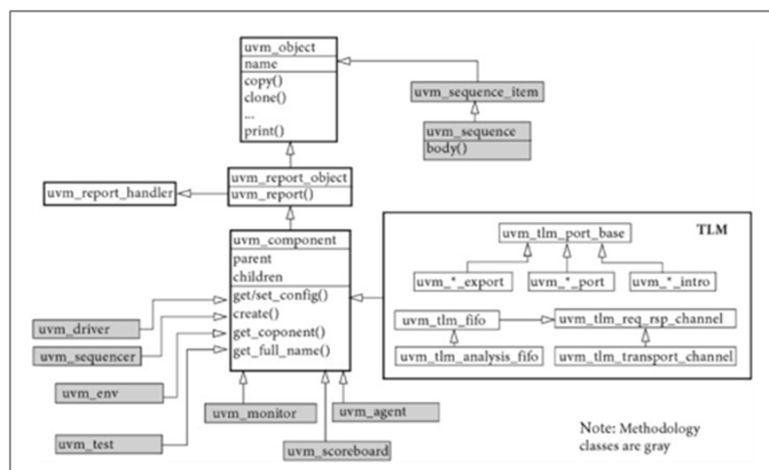 uvm_object
name
copy()
clone()
...
print()
uvm_sequence_item
uvm_sequence
body()
uvm_report_object
uvm_report()
uvm_report_handler
uvm_component
parent
children
get/set_config()
create()
get_coponent()
get_full_name()
TLM
uvm_tlm_port_base
uvm_*_export
uvm_*_port
uvm_*_intro
uvm_tlm_fifo
uvm_tlm_req_rsp_channel
uvm_tlm_analysis_fifo
uvm_tlm_transport_channel
uvm_driver
uvm_sequencer
uvm_env
uvm_test
uvm_monitor
uvm_agent
uvm_scoreboard
Note: Methodology
classes are gray